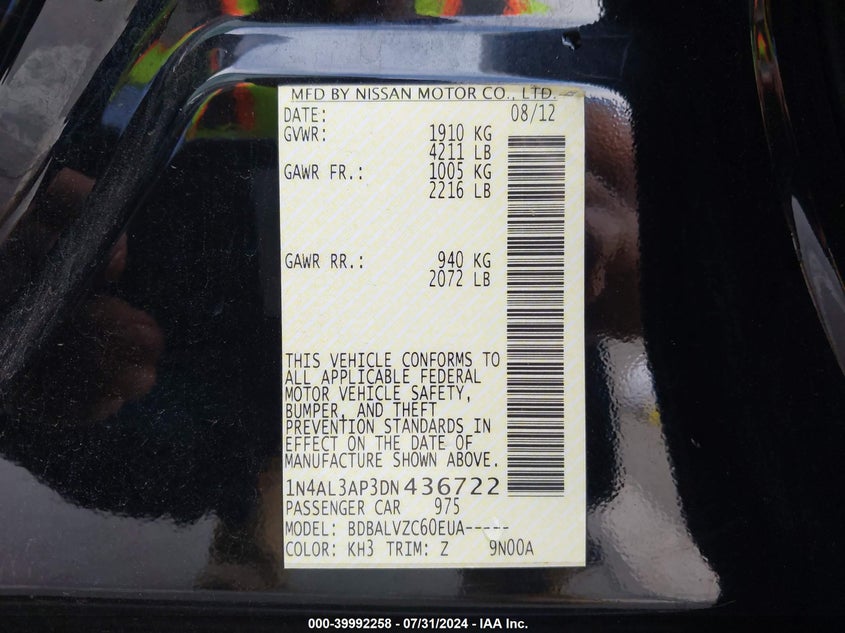 MFD BY NISSAN MOTOR CO., LTD.
DATE: 08/12
GVWR: 1910 KG
4211 LB
GAWR FR.: 1005 KG
2216 LB
GAWR RR.: 940 KG
2072 LB
THIS VEHICLE CONFORMS TO
ALL APPLICABLE FEDERAL
MOTOR VEHICLE SAFETY,
BUMPER, AND THEFT
PREVENTION STANDARDS IN
EFFECT ON THE DATE OF
MANUFACTURE SHOWN ABOVE.
1N4AL3AP3DN436722
PASSENGER CAR 975
MODEL: BDBALVZC60EUA-----
COLOR: KH3 TRIM: Z 9N00A
000-39992258 - 07/31/2024 - IAA Inc.